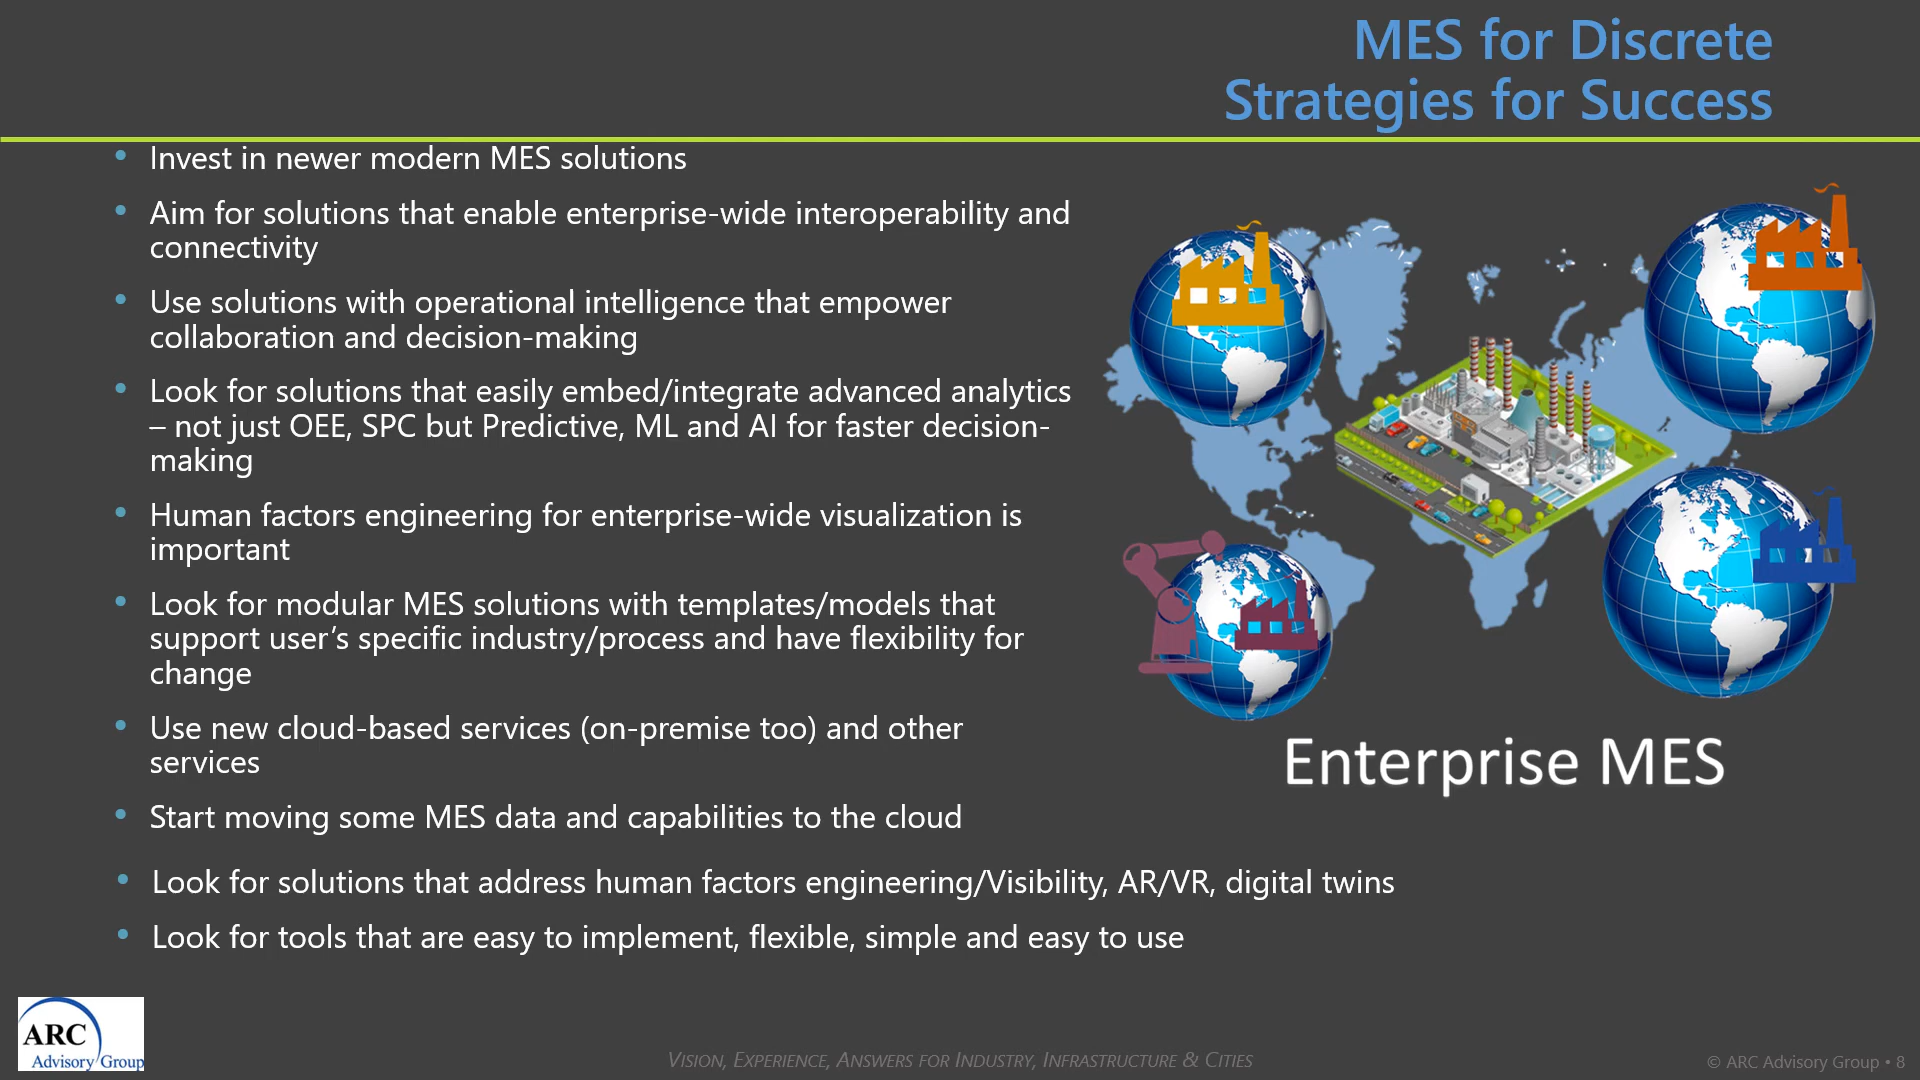 MES for Discrete
Strategies for Success
• Invest in newer modern MES solutions
• Aim for solutions that enable enterprise-wide interoperability and
connectivity
• Use solutions with operational intelligence that empower
collaboration and decision-making
• Look for solutions that easily embed/integrate advanced analytics
– not just OEE, SPC but Predictive, ML and AI for faster decision-
making
• Human factors engineering for enterprise-wide visualization is
important
• Look for modular MES solutions with templates/models that
support user’s specific industry/process and have flexibility for
change
• Use new cloud-based services (on-premise too) and other
services
• Start moving some MES data and capabilities to the cloud
• Look for solutions that address human factors engineering/Visibility, AR/VR, digital twins
• Look for tools that are easy to implement, flexible, simple and easy to use
Enterprise MES
ARC
Advisory Group
VISION, EXPERIENCE, ANSWERS FOR INDUSTRY, INFRASTRUCTURE & CITIES
© ARC Advisory Group • 8